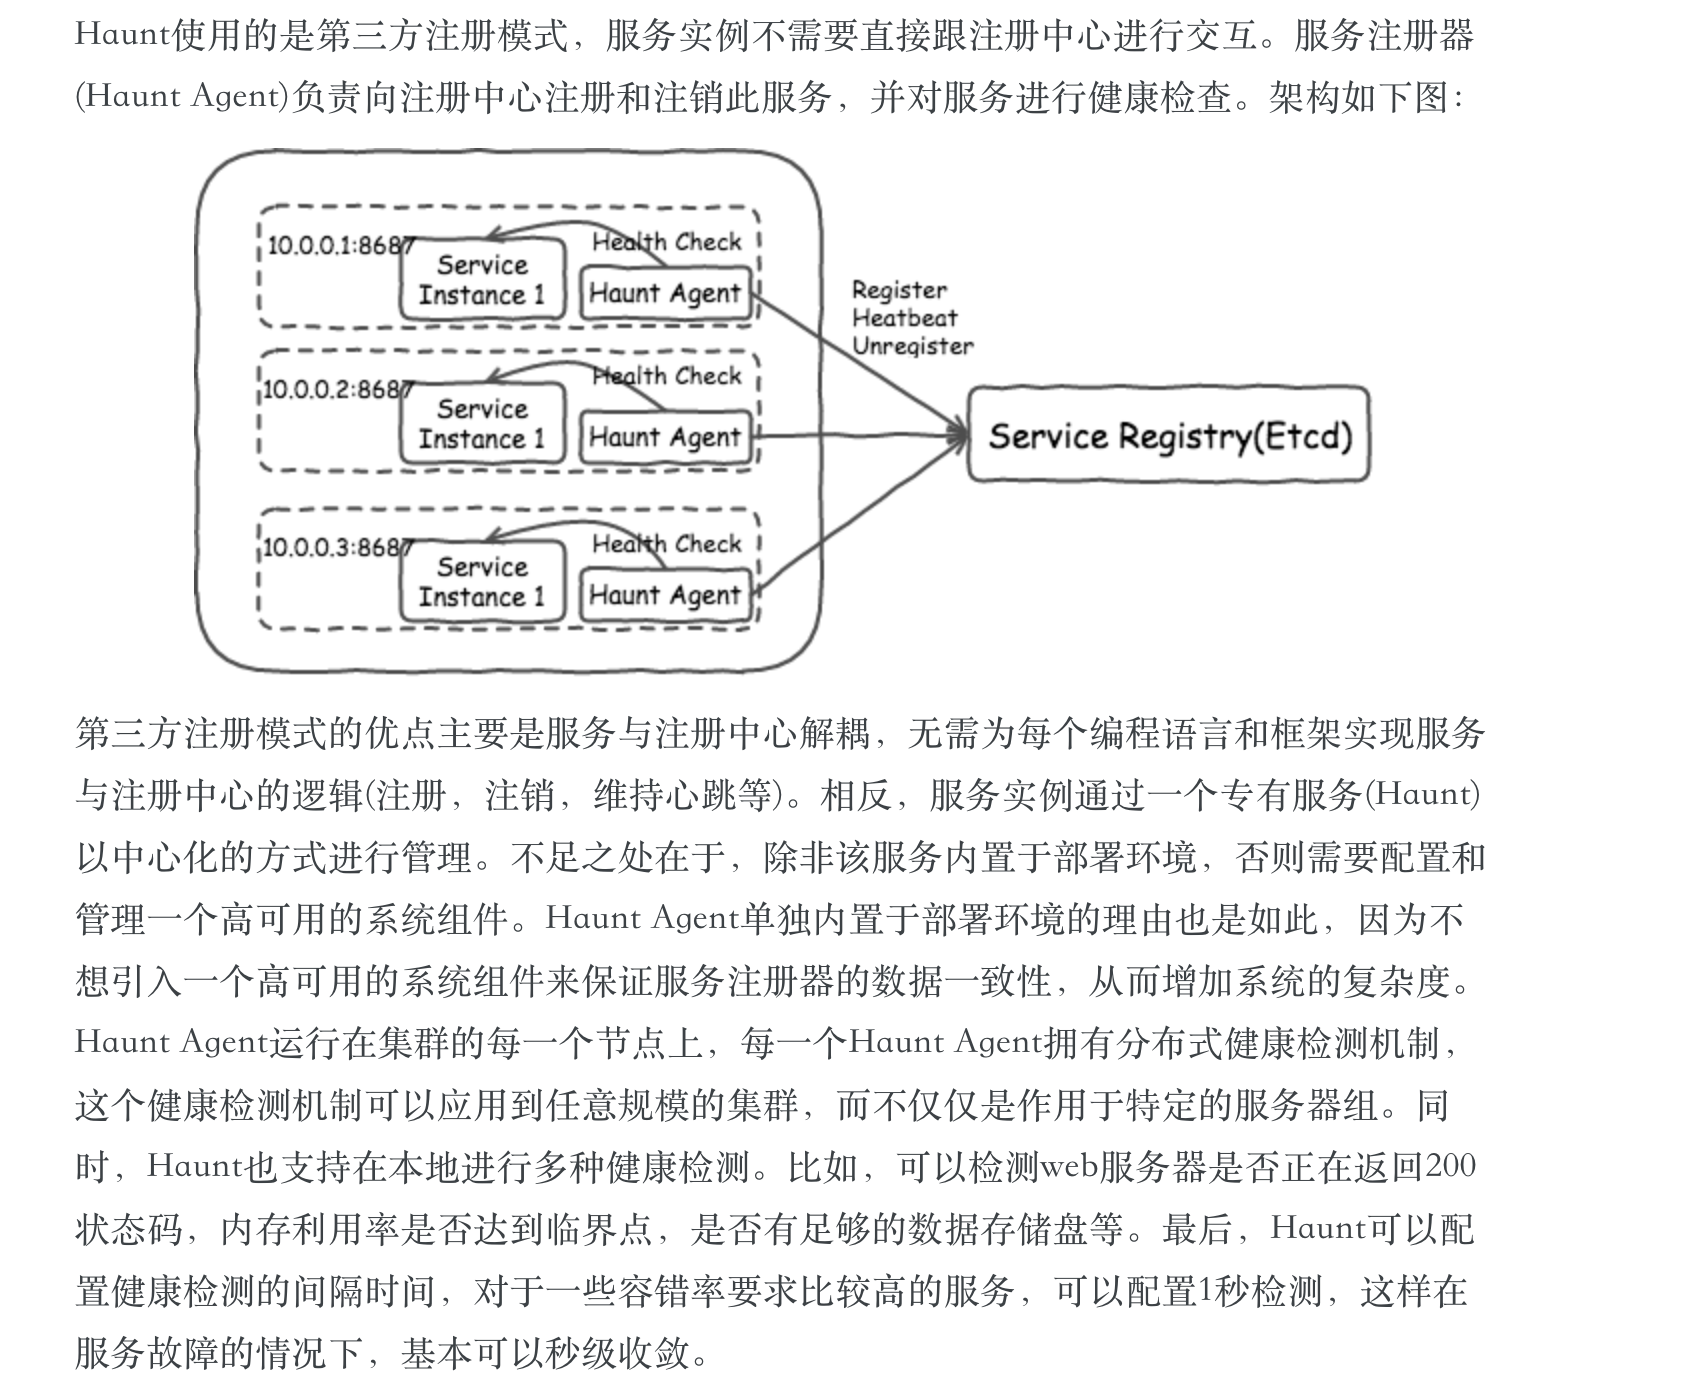 Haunt使用的是第三方注册模式，服务实例不需要直接跟注册中心进行交互。服务注册器
(Haunt Agent)负责向注册中心注册和注销此服务，并对服务进行健康检查。架构如下图：
10.0.0.1:8687
Service
Instance 1
Health Check
Haunt Agent
10.0.0.2:8687
Service
Instance 1
Health Check
Haunt Agent
10.0.0.3:8687
Service
Instance 1
Health Check
Haunt Agent
Register
Heatbeat
Unregister
Service Registry(Etcd)
第三方注册模式的优点主要是服务与注册中心解耦，无需为每个编程语言和框架实现服务
与注册中心的逻辑(注册，注销，维持心跳等)。相反，服务实例通过一个专有服务(Haunt)
以中心化的方式进行管理。不足之处在于，除非该服务内置于部署环境，否则需要配置和
管理一个高可用的系统组件。Haunt Agent单独内置于部署环境的理由也是如此，因为不
想引入一个高可用的系统组件来保证服务注册器的数据一致性，从而增加系统的复杂度。
Haunt Agent运行在集群的每一个节点上，每一个Haunt Agent拥有分布式健康检测机制，
这个健康检测机制可以应用到任意规模的集群，而不仅仅是作用于特定的服务器组。同
时，Haunt也支持在本地进行多种健康检测。比如，可以检测web服务器是否正在返回200
状态码，内存利用率是否达到临界点，是否有足够的数据存储盘等。最后，Haunt可以配
置健康检测的间隔时间，对于一些容错率要求比较高的服务，可以配置1秒检测，这样在
服务故障的情况下，基本可以秒级收敛。